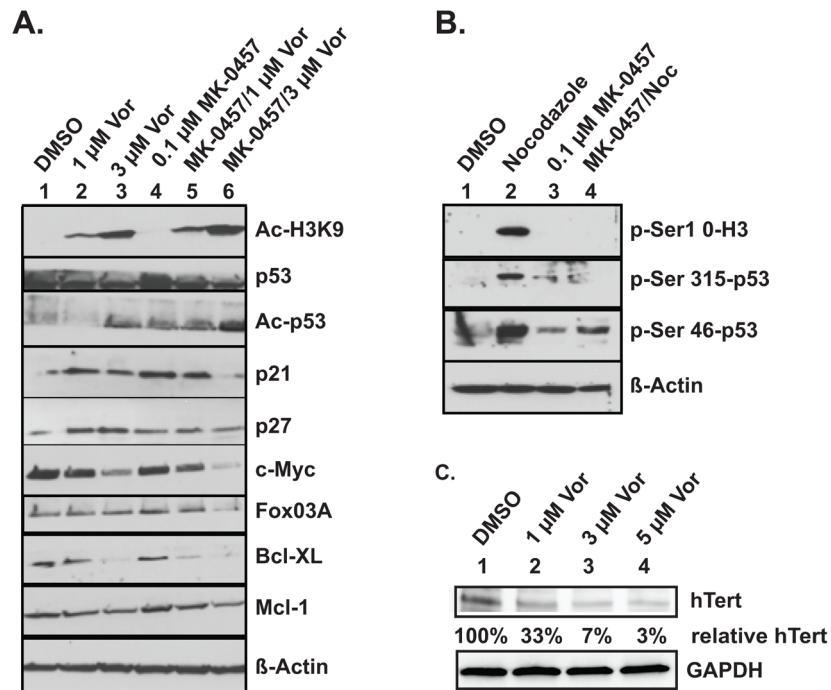 A.
DMSO
1 µM Vor
3 µM Vor
0.1 µM MK-0457
MK-0457/1 µM Vor
MK-0457/3 µM Vor
1 2 3 4 5 6
Ac-H3K9
p53
Ac-p53
p21
p27
c-Myc
Fox03A
Bcl-XL
Mcl-1
ß-Actin
B.
DMSO
Nocodazole
0.1 µM MK-0457
MK-0457/Noc
1 2 3 4
p-Ser1 0-H3
p-Ser 315-p53
p-Ser 46-p53
ß-Actin
C.
DMSO
1 µM Vor
3 µM Vor
5 µM Vor
1 2 3 4
hTert
100% 33% 7% 3% relative hTert
GAPDH